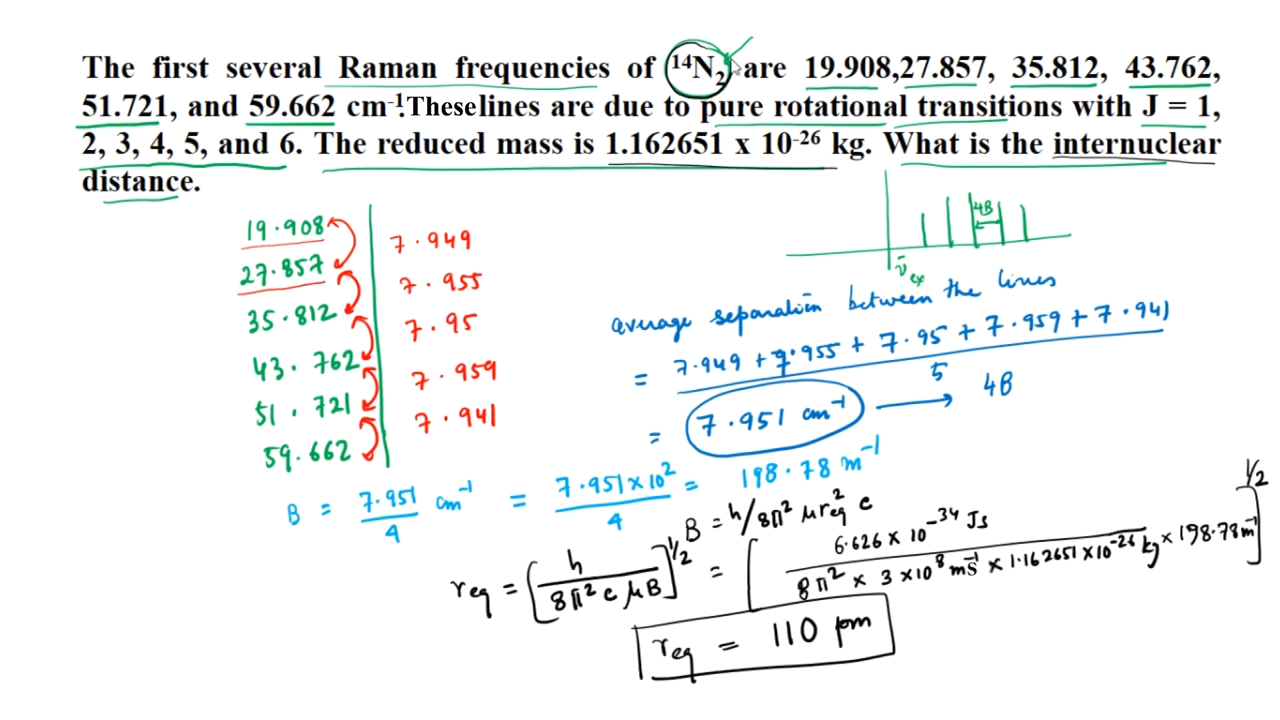 The first several Raman frequencies of ¹⁴N₂ are 19.908,27.857, 35.812, 43.762,
51.721, and 59.662 cm⁻¹.Theselines are due to pure rotational transitions with J = 1,
2, 3, 4, 5, and 6. The reduced mass is 1.162651 x 10⁻²⁶ kg. What is the internuclear
distance.
4B
ν̄ex
19.908
27.857
35.812
43.762
51.721
59.662
7.949
7.955
7.95
7.959
7.941
average separation between the lines
= 7.949 + 7.955 + 7.95 + 7.959 + 7.941 / 5
= 7.951 cm⁻¹ → 4B
B = 7.951/4 cm⁻¹ = 7.951 x 10²/4 = 198.78 m⁻¹
B = h/8π² μr²eq c
req = [h / 8π² c μB]^1/2 = [6.626 x 10⁻³⁴ Js / 8π² x 3 x10⁸ ms⁻¹ x 1.162651 x10⁻²⁶ kg x 198.78 m⁻¹]^1/2
req = 110 pm